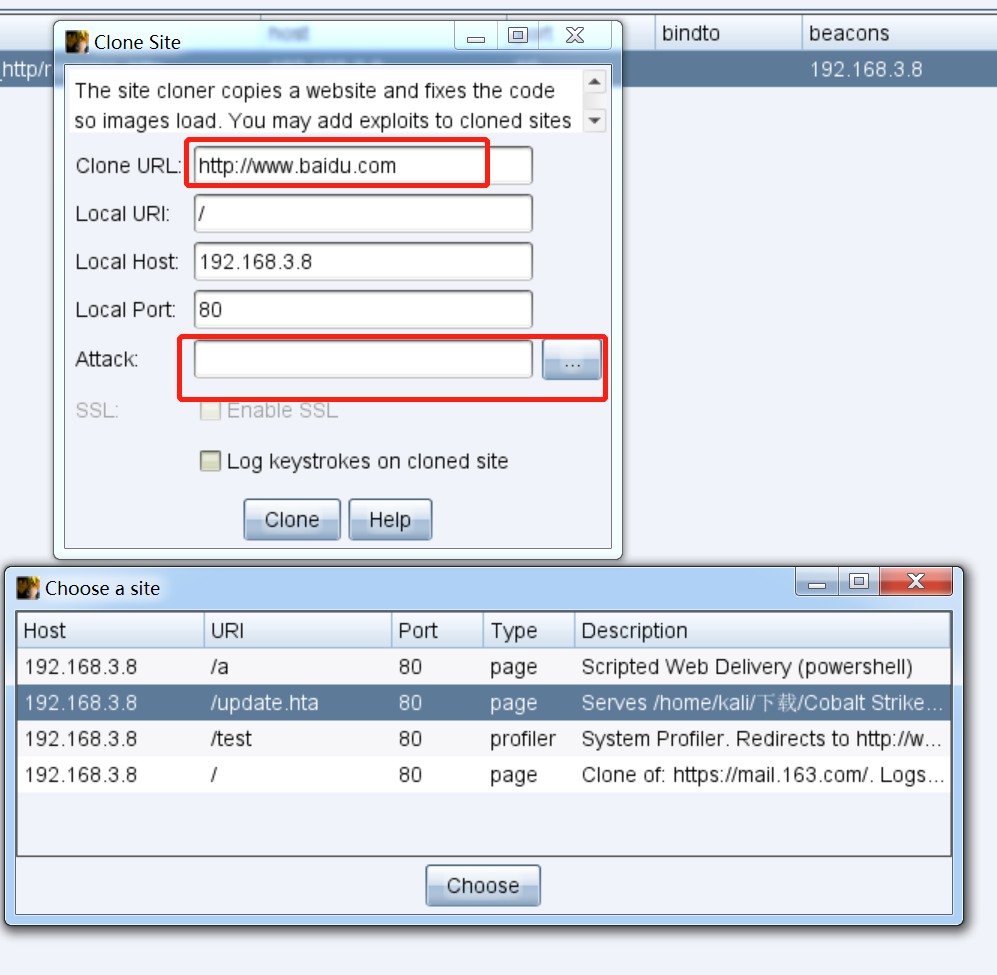 bindto beacons
_http/r 192.168.3.8
Clone Site
The site cloner copies a website and fixes the code
so images load. You may add exploits to cloned sites
Clone URL: http://www.baidu.com
Local URI: /
Local Host: 192.168.3.8
Local Port: 80
Attack: ...
SSL: Enable SSL
Log keystrokes on cloned site
Clone Help
Choose a site
Host URI Port Type Description
192.168.3.8 /a 80 page Scripted Web Delivery (powershell)
192.168.3.8 /update.hta 80 page Serves /home/kali/下载/Cobalt Strike...
192.168.3.8 /test 80 profiler System Profiler. Redirects to http://w...
192.168.3.8 / 80 page Clone of: https://mail.163.com/. Logs...
Choose